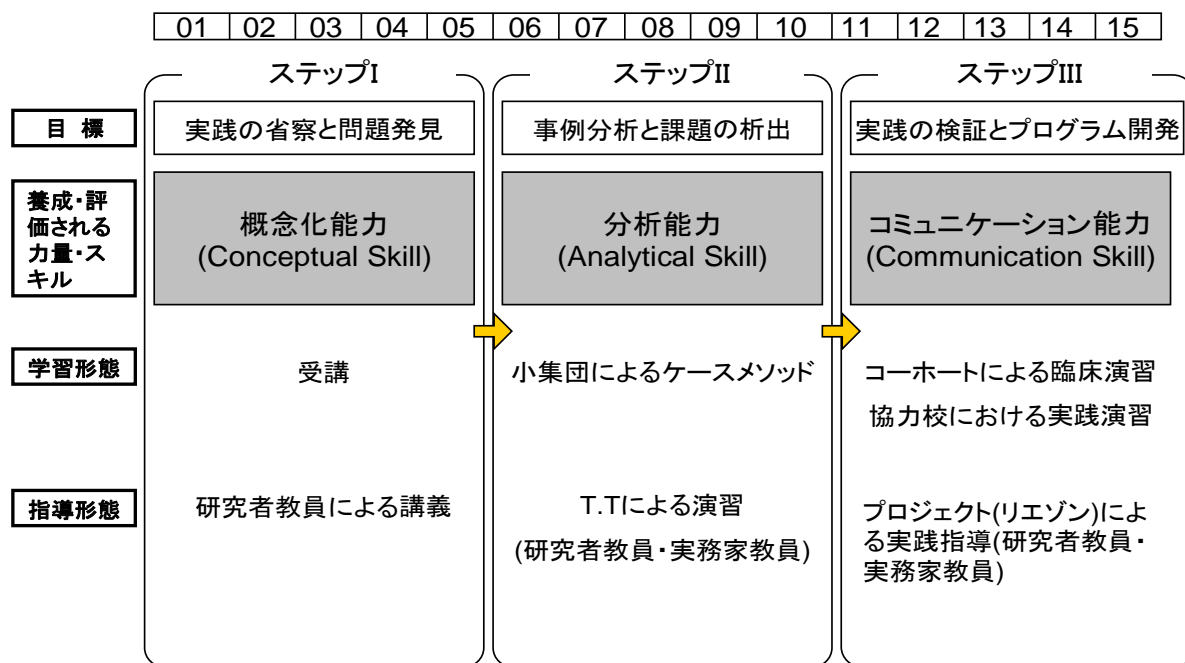 01 02 03 04 05 06 07 08 09 10 11 12 13 14 15
ステップI ステップII ステップIII
目 標
実践の省察と問題発見
事例分析と課題の析出
実践の検証とプログラム開発
養成・評
価される
力量・ス
キル
概念化能力
(Conceptual Skill)
分析能力
(Analytical Skill)
コミュニケーション能力
(Communication Skill)
学習形態
受講
小集団によるケースメソッド
コーホートによる臨床演習
協力校における実践演習
指導形態
研究者教員による講義
T.Tによる演習
(研究者教員・実務家教員)
プロジェクト(リエゾン)によ
る実践指導(研究者教員・
実務家教員)